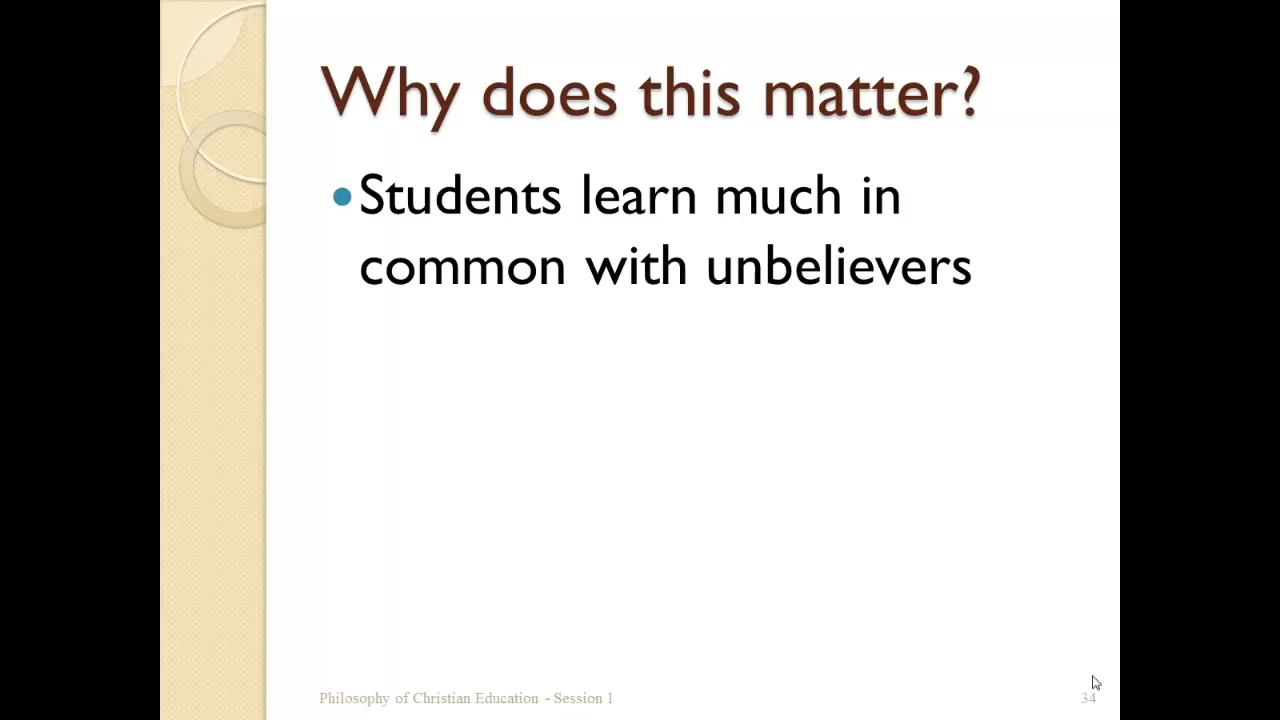 Why does this matter?
Students learn much in
common with unbelievers
Philosophy of Christian Education - Session 1
34